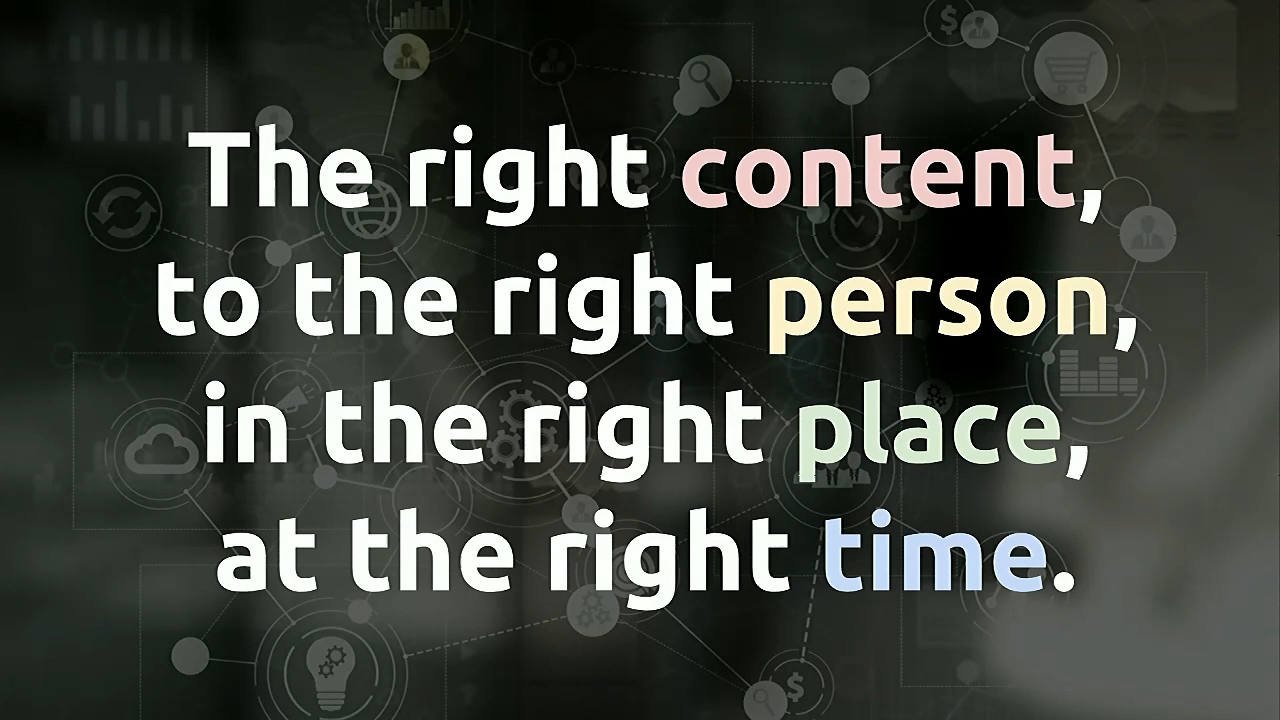 The right content,
to the right person,
in the right place,
at the right time.